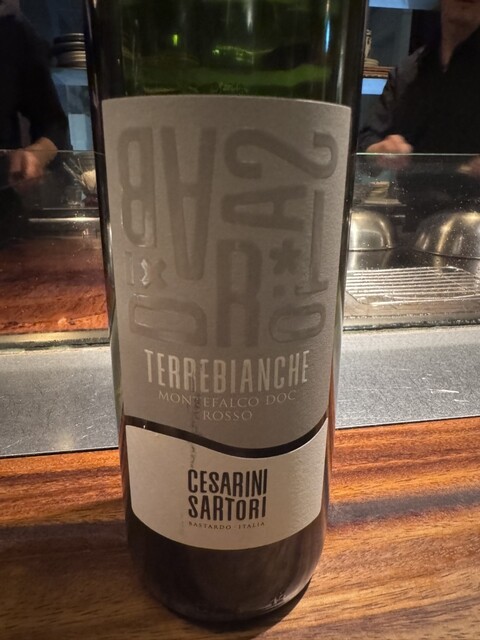 TERREBIANCHE
MONTEFALCO DOC
ROSSO
CESARINI
SARTORI
BASTARDO ITALIA